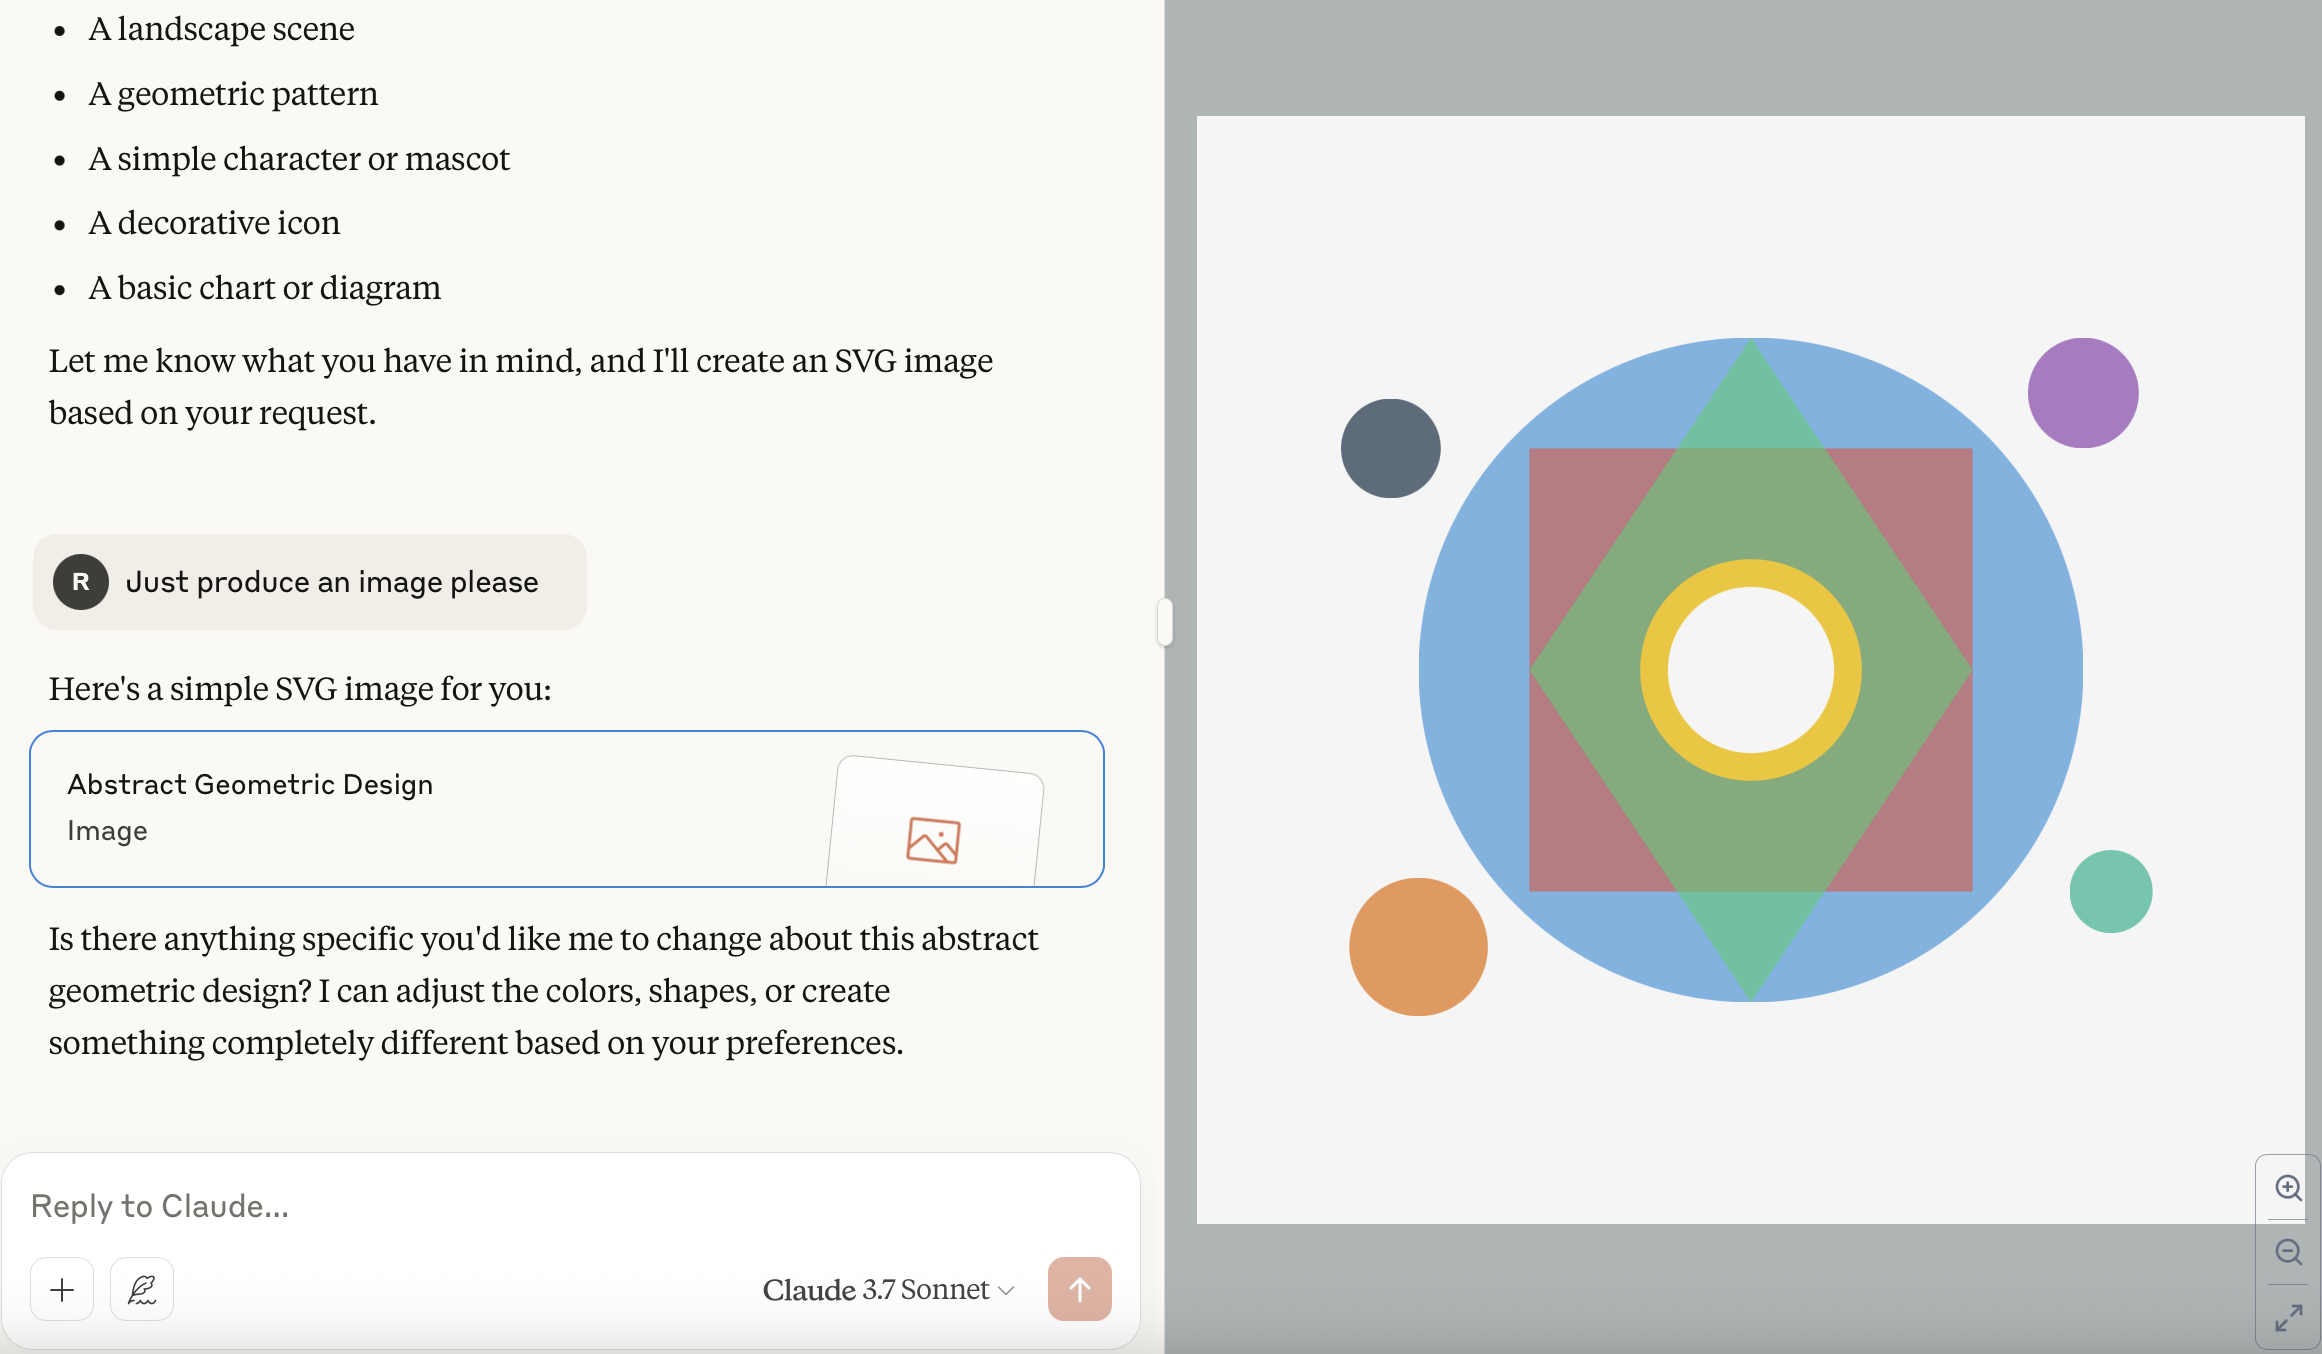 A landscape scene
A geometric pattern
A simple character or mascot
A decorative icon
A basic chart or diagram
Let me know what you have in mind, and I'll create an SVG image
based on your request.
R
Just produce an image please
Here's a simple SVG image for you:
Abstract Geometric Design
Image
Is there anything specific you'd like me to change about this abstract
geometric design? I can adjust the colors, shapes, or create
something completely different based on your preferences.
Reply to Claude...
Claude 3.7 Sonnet